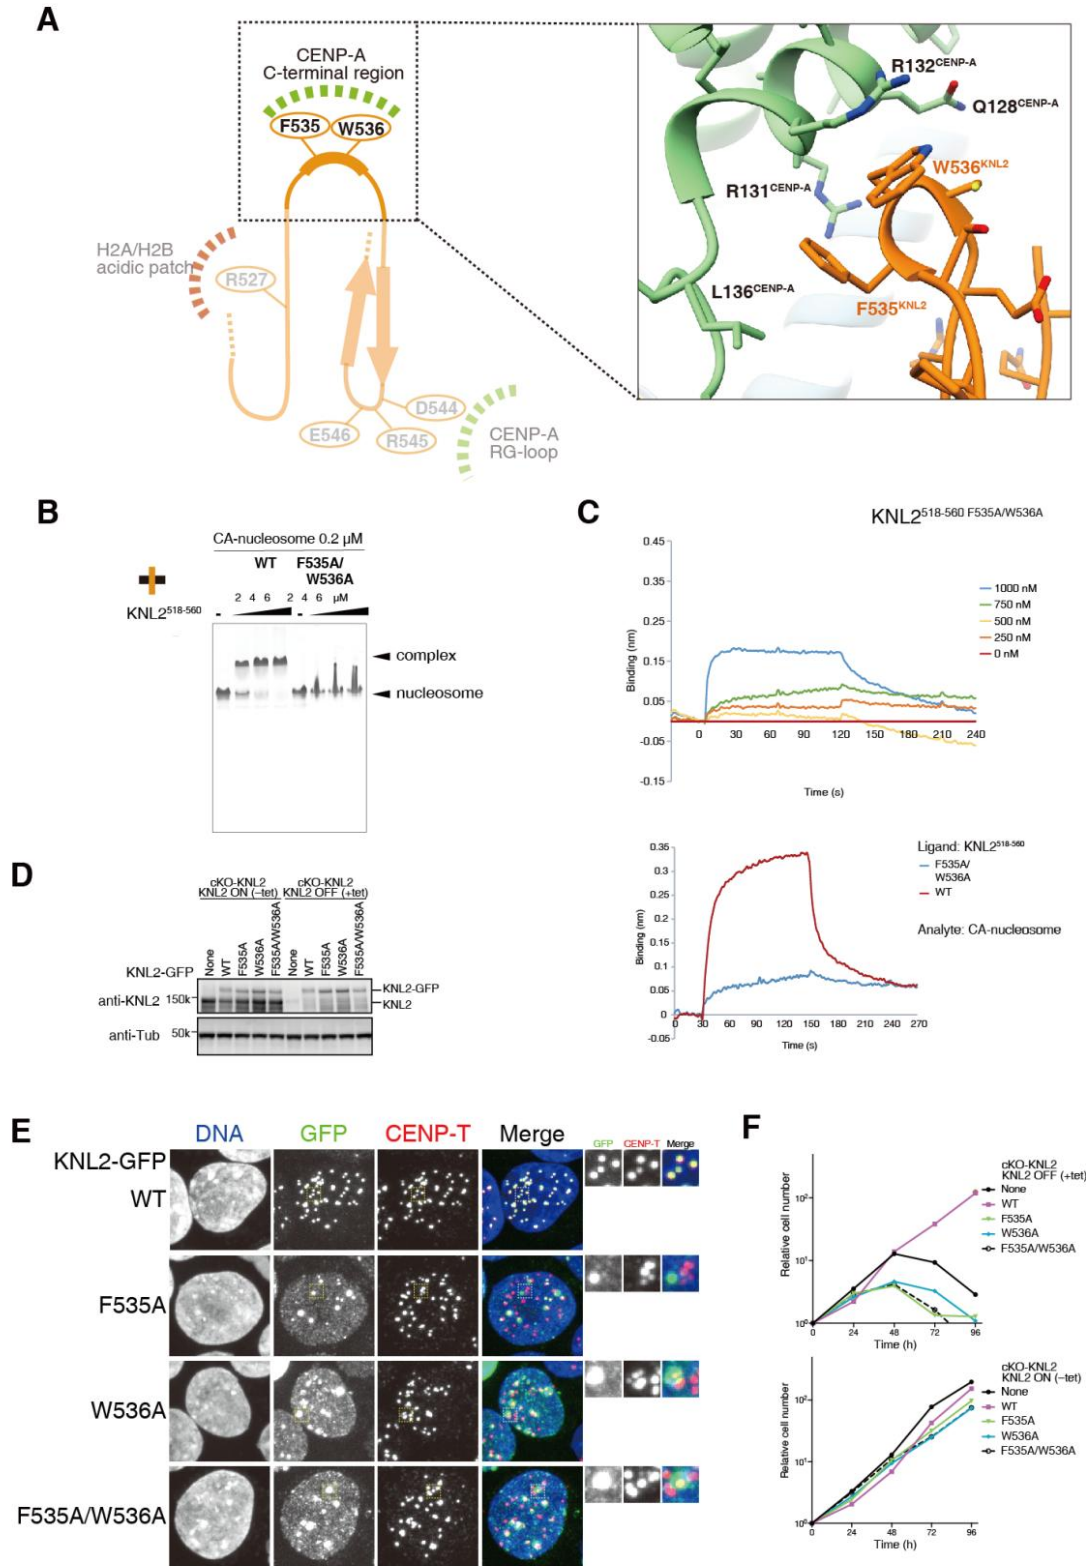 A
CENP-A
C-terminal region
F535
W536
H2A/H2B
acidic patch
R527
D544
E546
R545
CENP-A
RG-loop
R132CENP-A
Q128CENP-A
W536KNL2
R131CENP-A
L136CENP-A
F535KNL2
B
CA-nucleosome 0.2 µM
WT
F535A/
W536A
2 4 6 2 4 6 µM
KNL2518-560
- -
complex
nucleosome
C
KNL2518-560 F535A/W536A
0.45
0.35
0.25
0.15
0.05
-0.05
-0.15
Binding (nm)
0 30 60 90 120 150 180 210 240
Time (s)
1000 nM
750 nM
500 nM
250 nM
0 nM
0.35
0.3
0.25
0.2
0.15
0.1
0.05
0
-0.05
Binding (nm)
0 30 60 90 120 150 180 210 240 270
Time (s)
Ligand: KNL2518-560
F535A/
W536A
WT
Analyte: CA-nucleosome
D
cKO-KNL2
KNL2 ON (–tet)
cKO-KNL2
KNL2 OFF (+tet)
KNL2-GFP
None
WT
F535A
W536A
F535A/W536A
None
WT
F535A
W536A
F535A/W536A
anti-KNL2
150k
KNL2-GFP
KNL2
anti-Tub
50k
E
DNA
GFP
CENP-T
Merge
GFP
CENP-T
Merge
KNL2-GFP
WT
F535A
W536A
F535A/W536A
F
cKO-KNL2
KNL2 OFF (+tet)
None
WT
F535A
W536A
F535A/W536A
Relative cell number
10²
10¹
10⁰
0 24 48 72 96
Time (h)
cKO-KNL2
KNL2 ON (–tet)
None
WT
F535A
W536A
F535A/W536A
Relative cell number
10²
10¹
10⁰
0 24 48 72 96
Time (h)